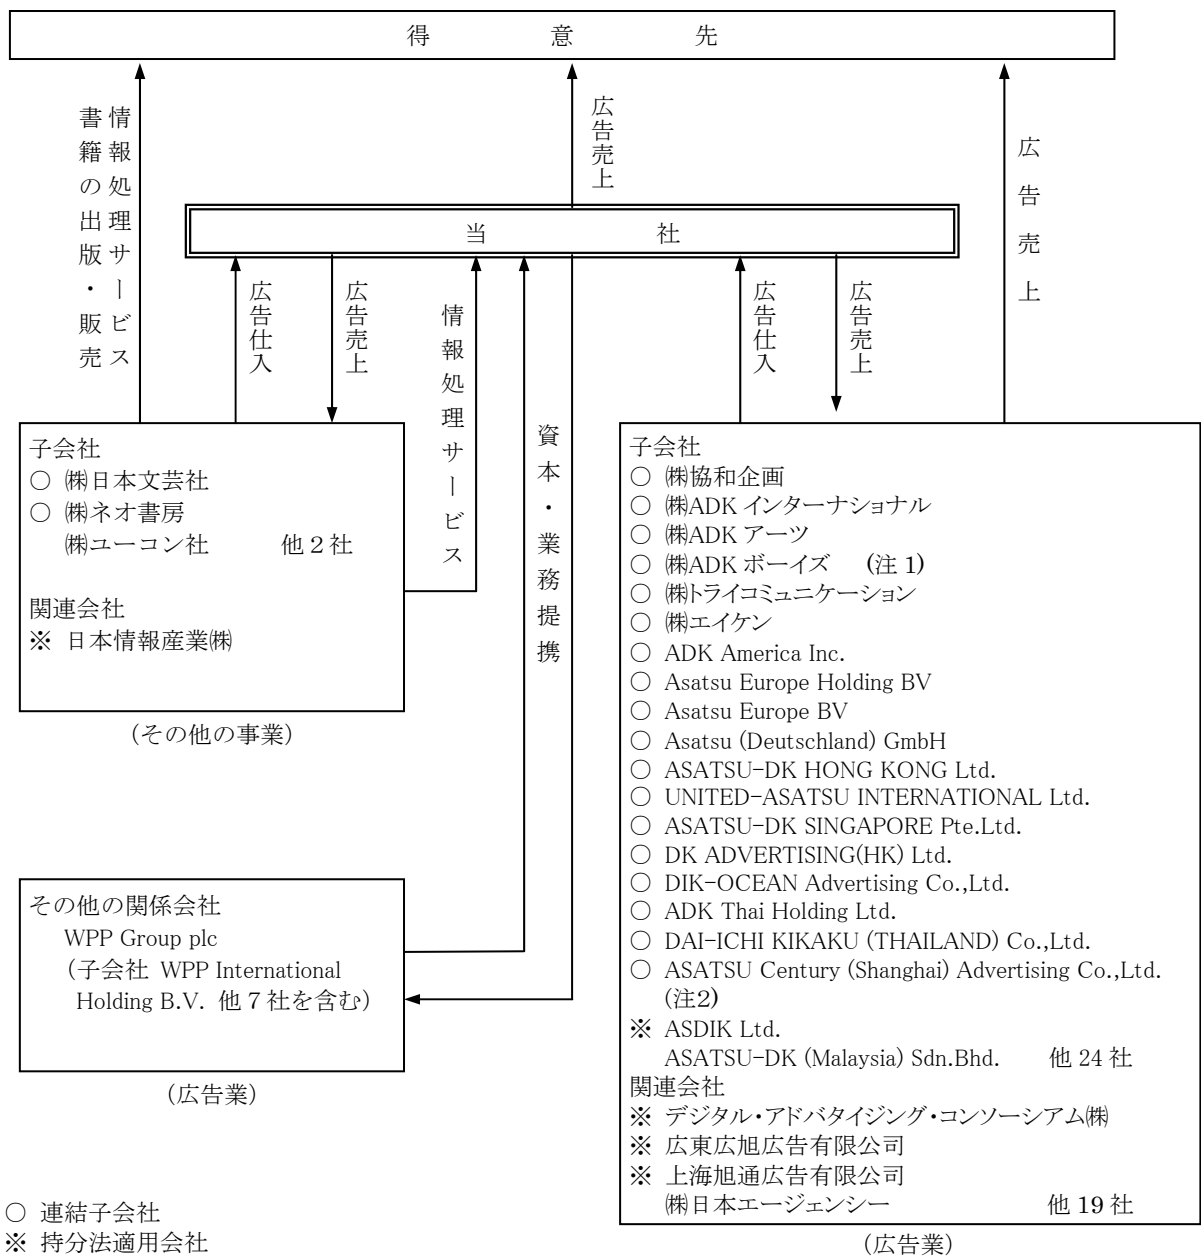 得意先
情報処理サービス
書籍の出版・販売
広告売上
広告売上
当社
広告仕入
広告売上
情報処理サービス
資本・業務提携
広告仕入
広告売上
子会社
○ ㈱日本文芸社
○ ㈱ネオ書房
㈱ユーコン社 他２社
関連会社
※ 日本情報産業㈱
(その他の事業)
その他の関係会社
WPP Group plc
(子会社 WPP International
Holding B.V. 他７社を含む)
(広告業)
子会社
○ ㈱協和企画
○ ㈱ADK インターナショナル
○ ㈱ADK アーツ
○ ㈱ADK ボーイズ (注 1)
○ ㈱トライコミュニケーション
○ ㈱エイケン
○ ADK America Inc.
○ Asatsu Europe Holding BV
○ Asatsu Europe BV
○ Asatsu (Deutschland) GmbH
○ ASATSU-DK HONG KONG Ltd.
○ UNITED-ASATSU INTERNATIONAL Ltd.
○ ASATSU-DK SINGAPORE Pte.Ltd.
○ DK ADVERTISING(HK) Ltd.
○ DIK-OCEAN Advertising Co.,Ltd.
○ ADK Thai Holding Ltd.
○ DAI-ICHI KIKAKU (THAILAND) Co.,Ltd.
○ ASATSU Century (Shanghai) Advertising Co.,Ltd.
(注2)
※ ASDIK Ltd.
ASATSU-DK (Malaysia) Sdn.Bhd. 他 24 社
関連会社
※ デジタル・アドバタイジング・コンソーシアム㈱
※ 広東広旭広告有限公司
※ 上海旭通広告有限公司
㈱日本エージェンシー 他 19 社
(広告業)
○ 連結子会社
※ 持分法適用会社